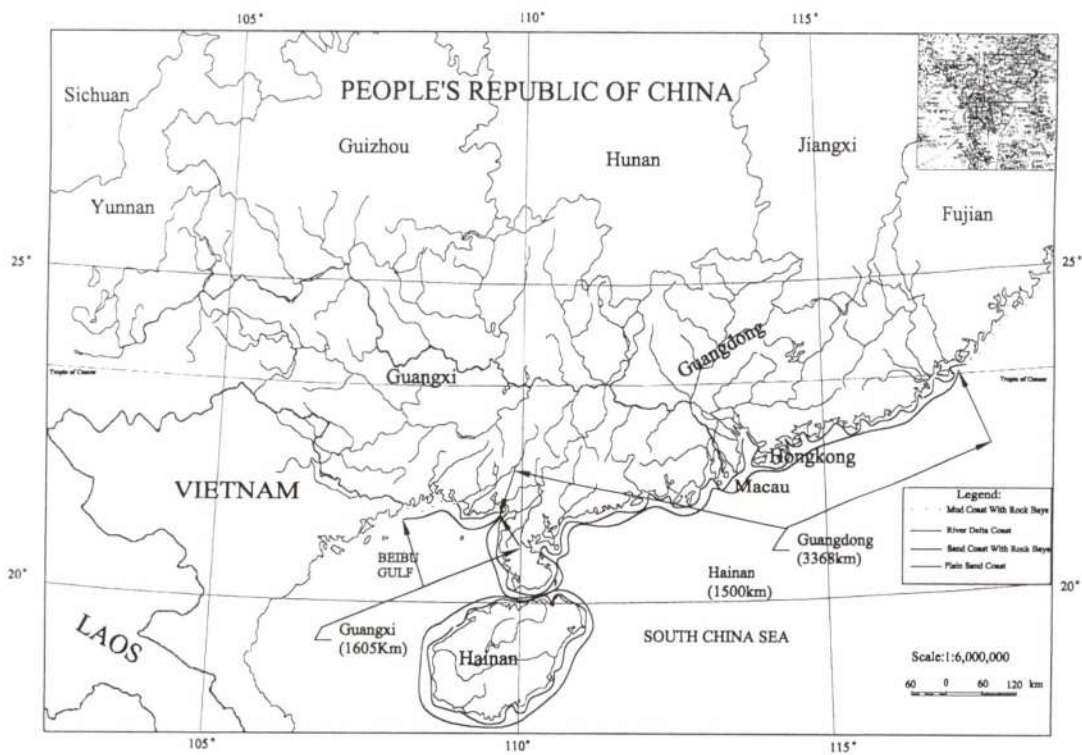 105°
110°
115°
PEOPLE'S REPUBLIC OF CHINA
Sichuan
Guizhou
Hunan
Jiangxi
Yunnan
Fujian
25°
25°
Guangdong
Guangxi
Tropic of Cancer
Tropic of Cancer
Hongkong
Macau
VIETNAM
Legend:
Mud Coast With Rock Baye
River Delta Coast
Sand Coast With Rock Baye
Plain Sand Coast
Guangdong
(3368km)
BEIBU
GULF
Hainan
(1500km)
20°
20°
Guangxi
(1605Km)
LAOS
SOUTH CHINA SEA
Hainan
Scale:1:6,000,000
60 0 60 120 km
105°
110°
115°